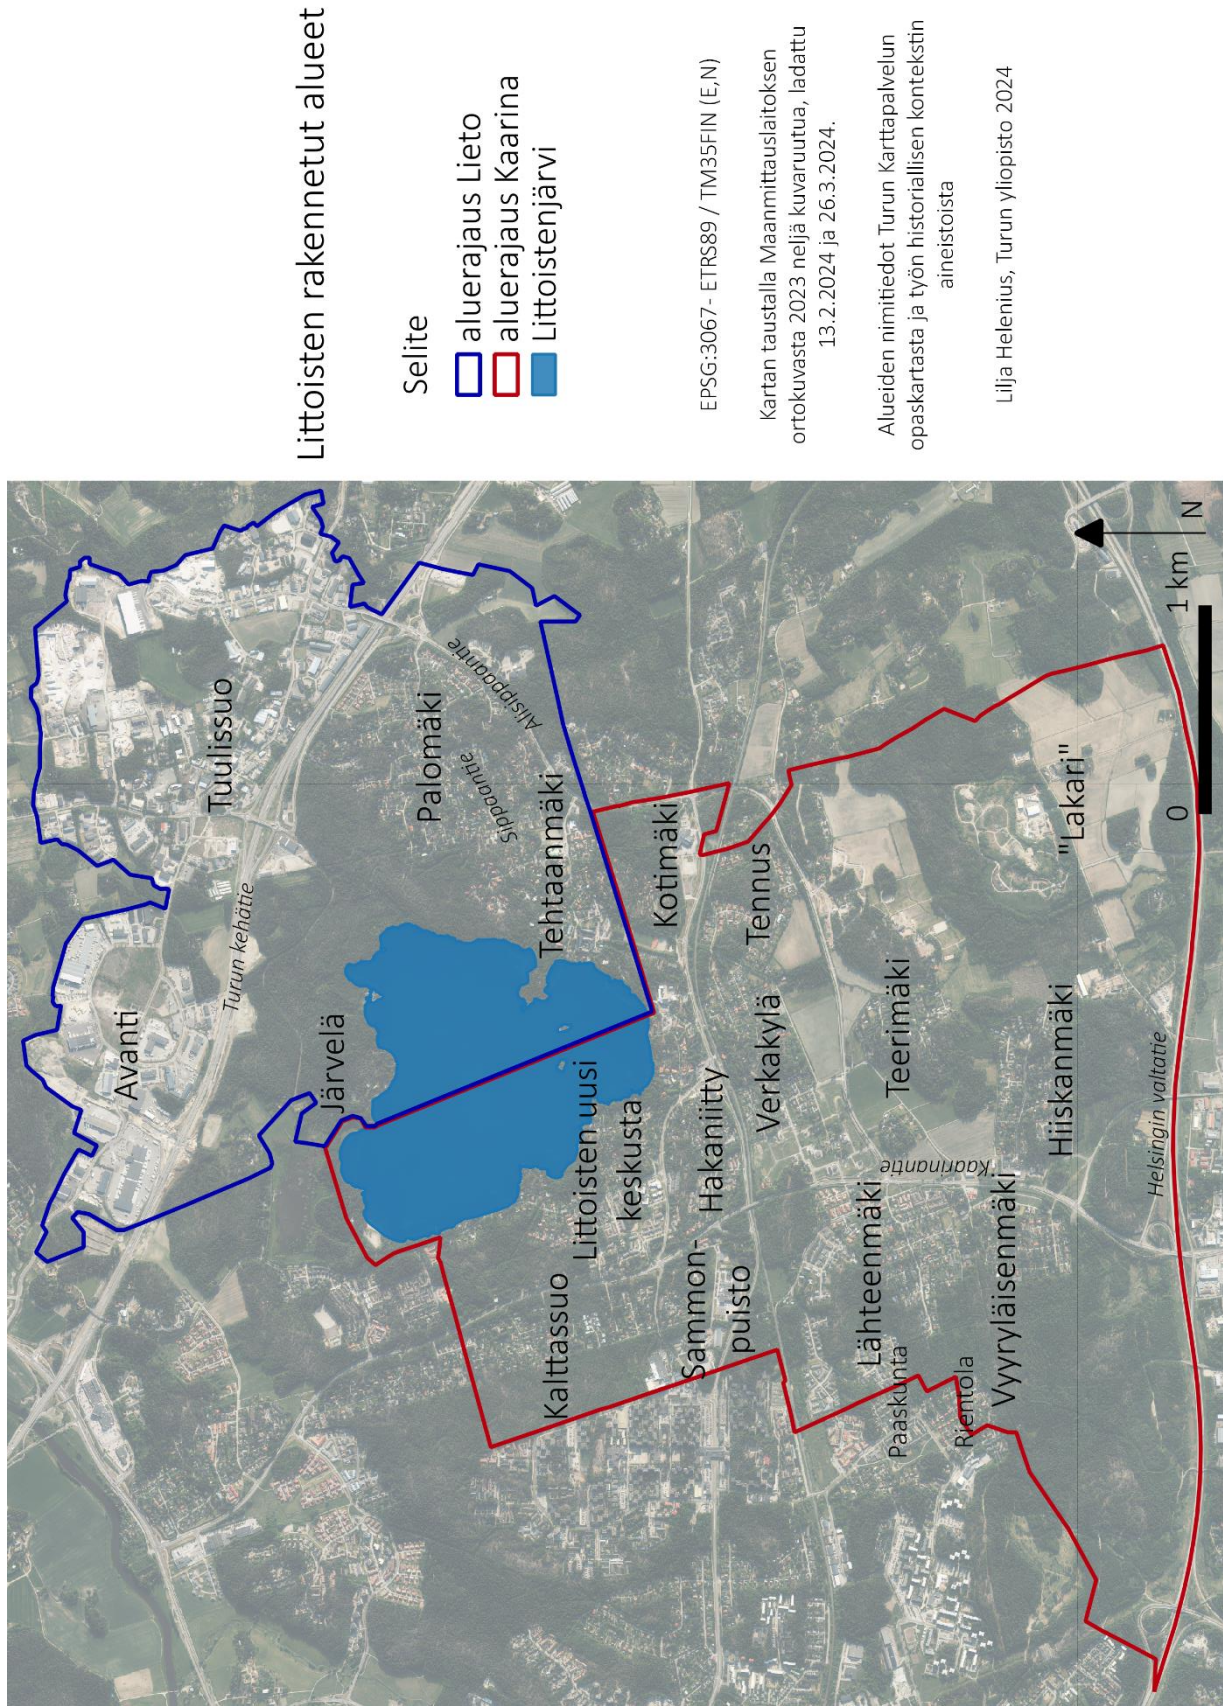 Littoisten rakennetut alueet
Selite
aluerajaus Lieto
aluerajaus Kaarina
Littoistenjärvi
EPSG:3067 - ETRS89 / TM35FIN (E,N)
Kartan taustalla Maanmittauslaitoksen
ortokuvasta 2023 neljä kuvaruutua, ladattu
13.2.2024 ja 26.3.2024.
Alueiden nimitiedot Turun Karttapalvelun
opaskartasta ja työn historiallisen kontekstin
aineistoista
Lilja Helenius, Turun yliopisto 2024
Avanti
Tuulissuo
Turun kehätie
Järvelä
Palomäki
Sippaantie
Alisippaantie
Tehtaanmäki
Kalttassuo
Littoisten uusi
keskusta
Kotimäki
Sammon-
puisto
Hakaniitty
Verkakylä
Tennus
Lähteenmäki
Paaskunta
Kaarinantie
Teerimäki
Rientola
Vyyryläisenmäki
Hiiskanmäki
"Lakari"
Helsingin valtatie
0
1 km
N